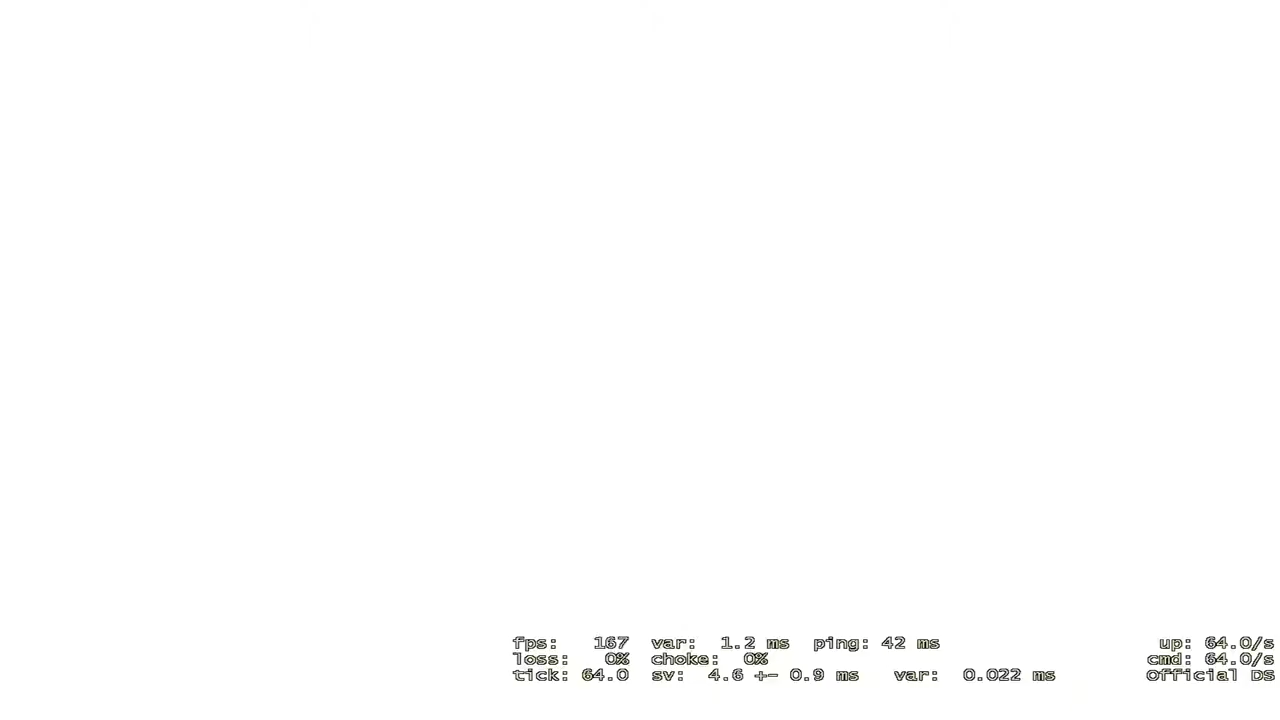 fps: 167 var: 1.2 ms ping: 42 ms up: 64.0/s
loss: 0% choke: 0% cmd: 64.0/s
tick: 64.0 sv: 4.6 +- 0.9 ms var: 0.022 ms Official DS